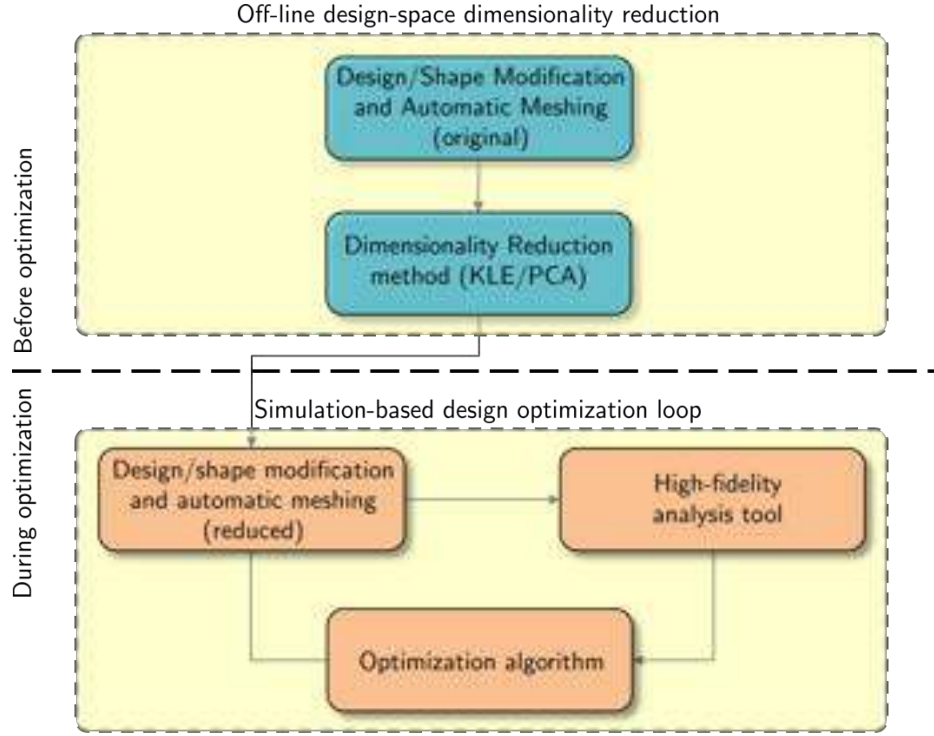 Off-line design-space dimensionality reduction
Before optimization
Design/Shape Modification
and Automatic Meshing
(original)
Dimensionality Reduction
method (KLE/PCA)
Simulation-based design optimization loop
During optimization
Design/shape modification
and automatic meshing
(reduced)
High-fidelity
analysis tool
Optimization algorithm